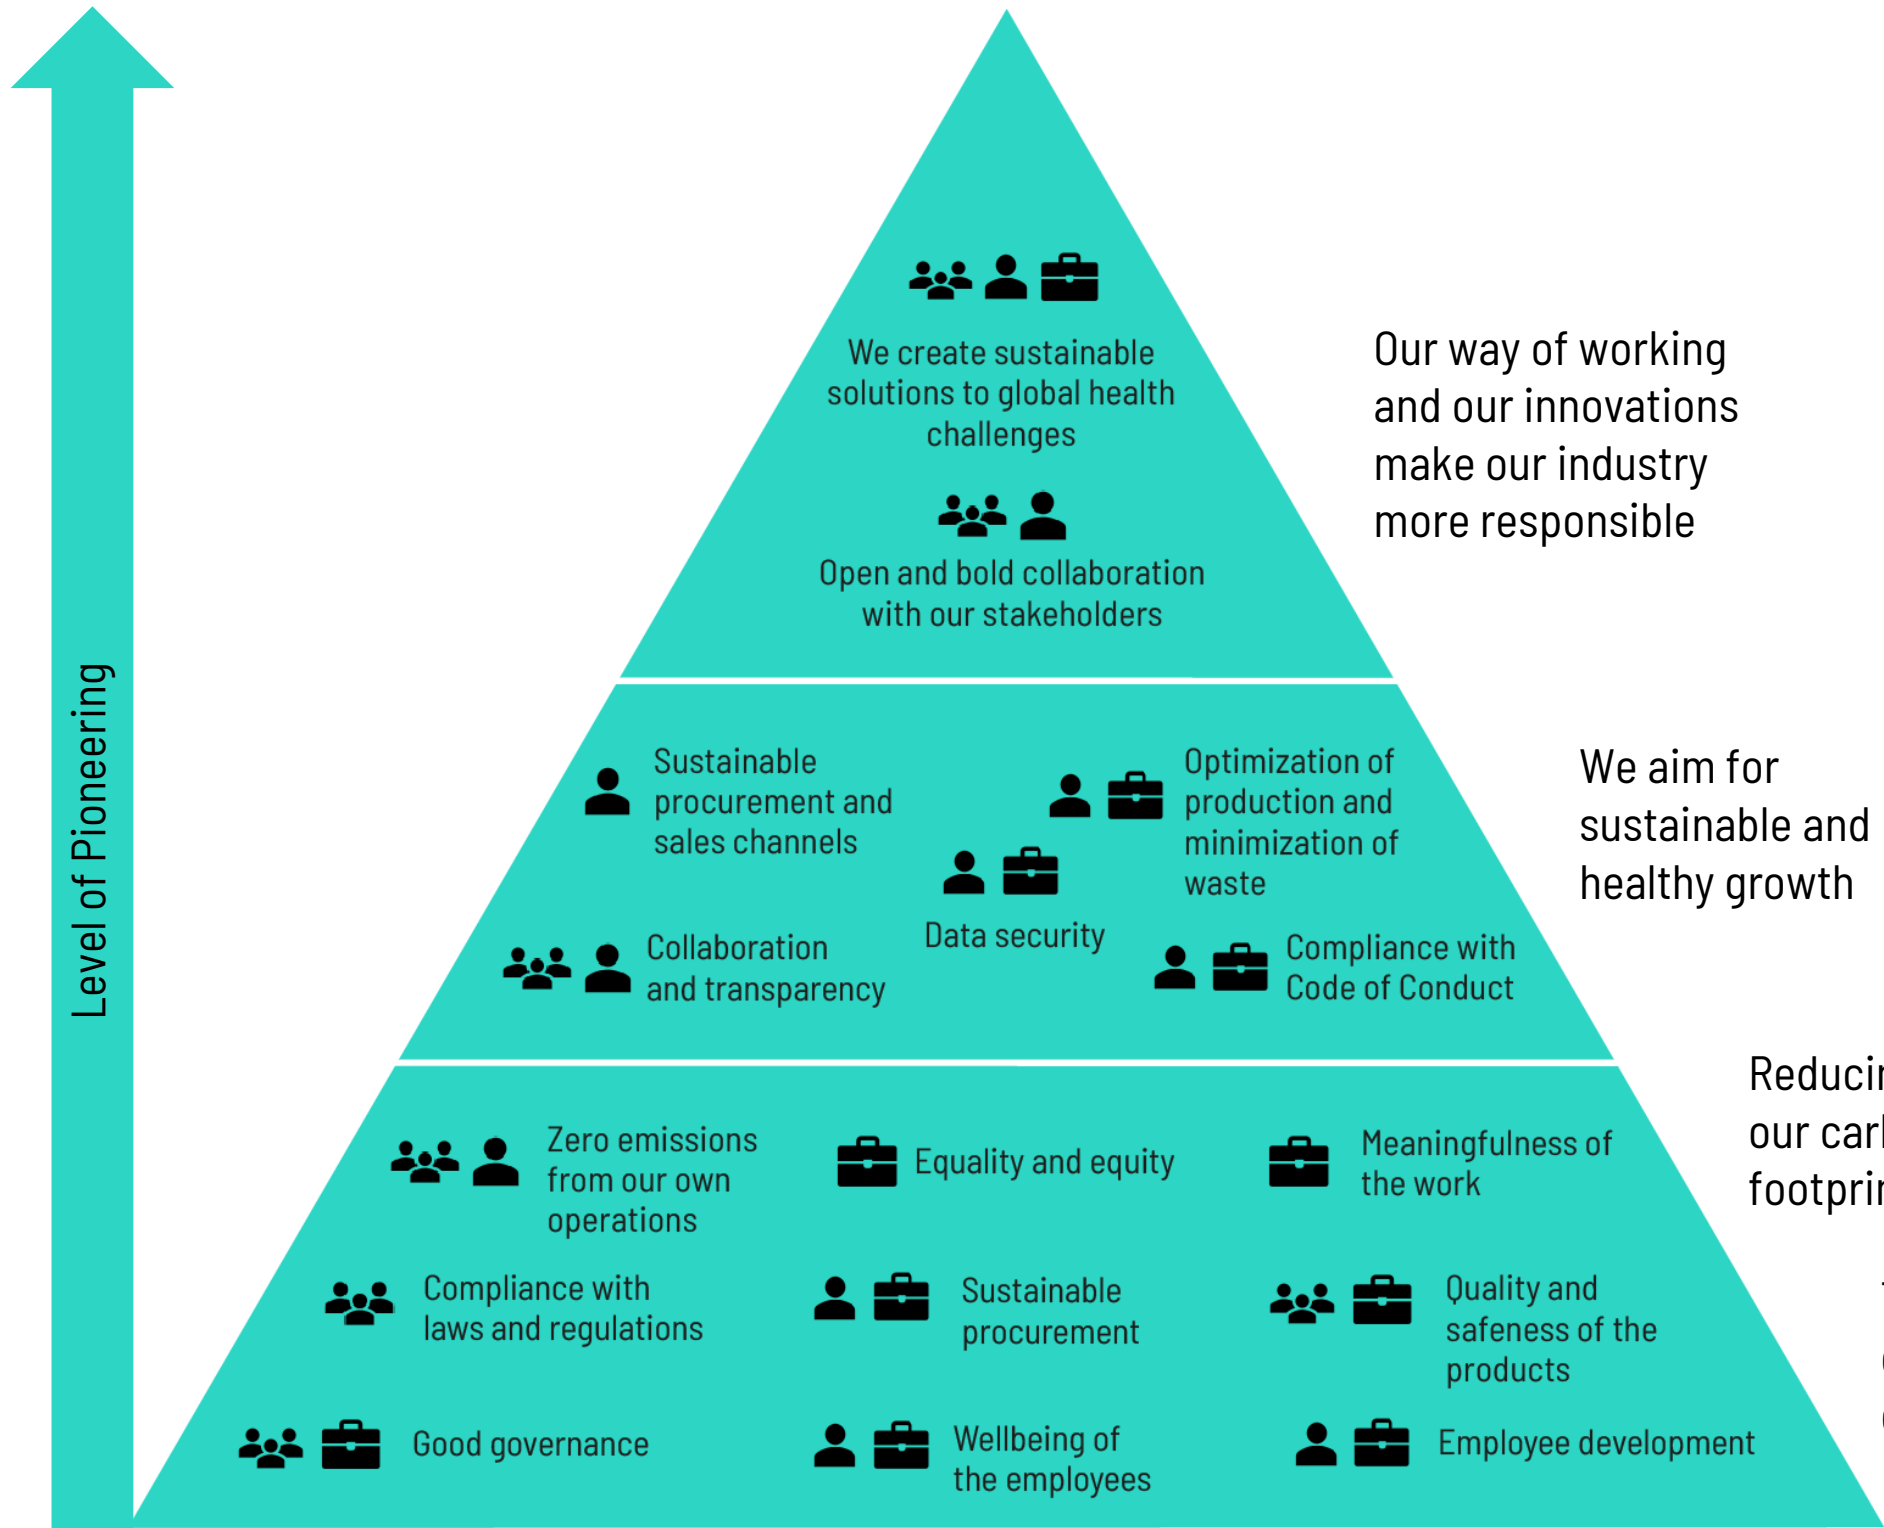 We create sustainable
solutions to global health
challenges
Open and bold collaboration
with our stakeholders
Our way of working
and our innovations
make our industry
more responsible
Level of Pioneering
Sustainable
procurement and
sales channels
Optimization of
production and
minimization of
waste
Data security
Collaboration
and transparency
Compliance with
Code of Conduct
We aim for
sustainable and
healthy growth
Zero emissions
from our own
operations
Equality and equity
Meaningfulness of
the work
our
Compliance with
laws and regulations
Sustainable
procurement
Quality and
safeness of the
products
Good governance
Wellbeing of
the employees
Employee development